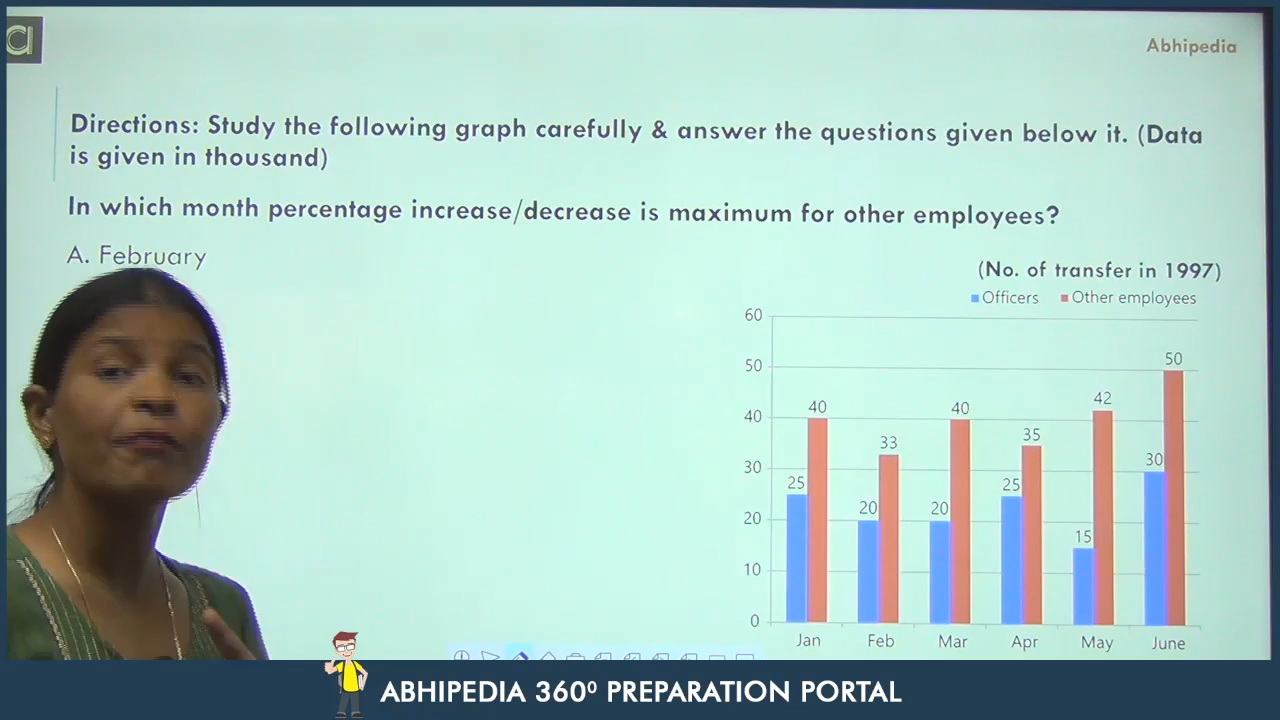 a
Abhipedia
Directions: Study the following graph carefully & answer the questions given below it. (Data
is given in thousand)
In which month percentage increase/decrease is maximum for other employees?
A. February
(No. of transfer in 1997)
Officers Other employees
60
50
40
30
20
10
0
25 40 20 33 20 40 25 35 15 42 30 50
Jan Feb Mar Apr May June
ABHIPEDIA 360⁰ PREPARATION PORTAL